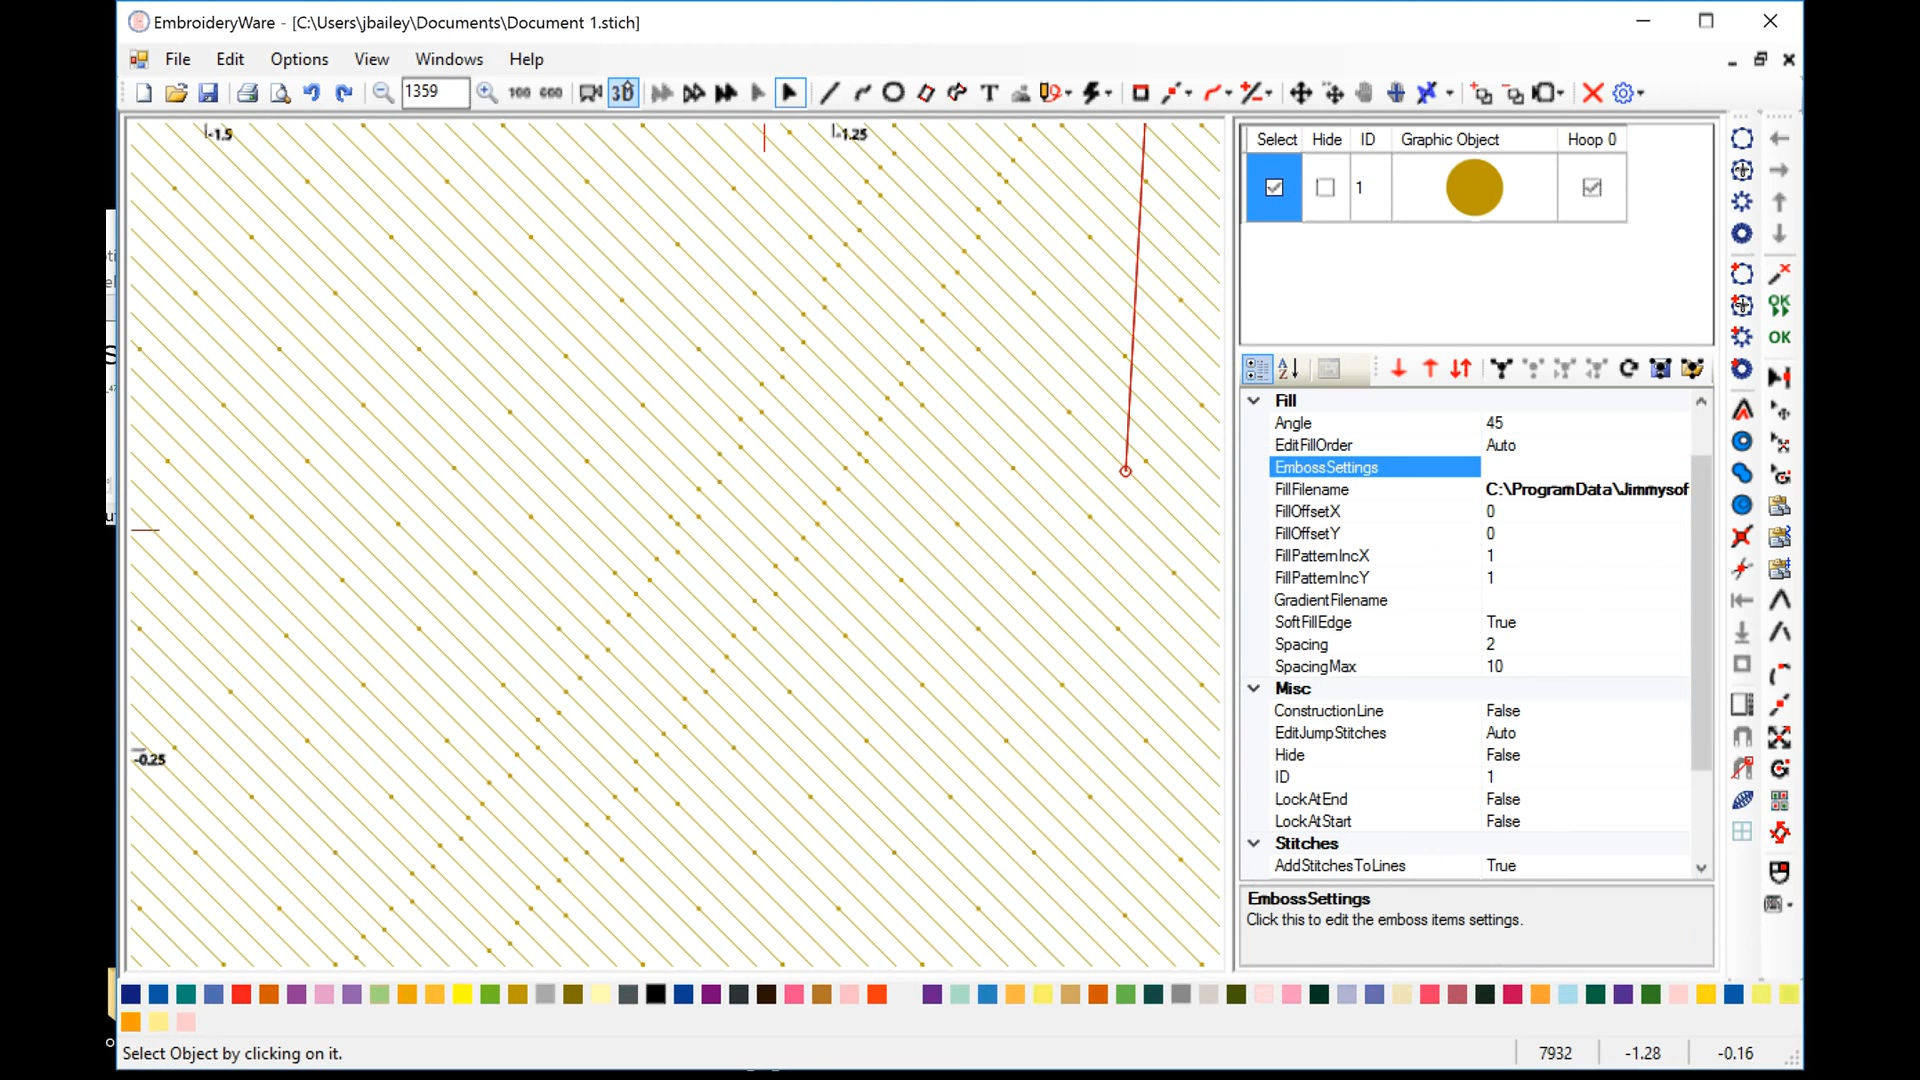 EmbroideryWare - [C:\Users\jbailey\Documents\Document 1.stich]
File Edit Options View Windows Help
1359 100 600 3D T
-1.5
-1.25
-0.25
Select Hide ID Graphic Object Hoop 0
1
OK
OK
A Z
Fill
Angle 45
EditFillOrder Auto
EmbossSettings
FillFilename C:\ProgramData\Jimmysof
FillOffsetX 0
FillOffsetY 0
FillPatternIncX 1
FillPatternIncY 1
GradientFilename
SoftFillEdge True
Spacing 2
SpacingMax 10
Misc
ConstructionLine False
EditJumpStitches Auto
Hide False
ID 1
LockAtEnd False
LockAtStart False
Stitches
AddStitchesToLines True
EmbossSettings
Click this to edit the emboss items settings.
Select Object by clicking on it. 7932 -1.28 -0.16